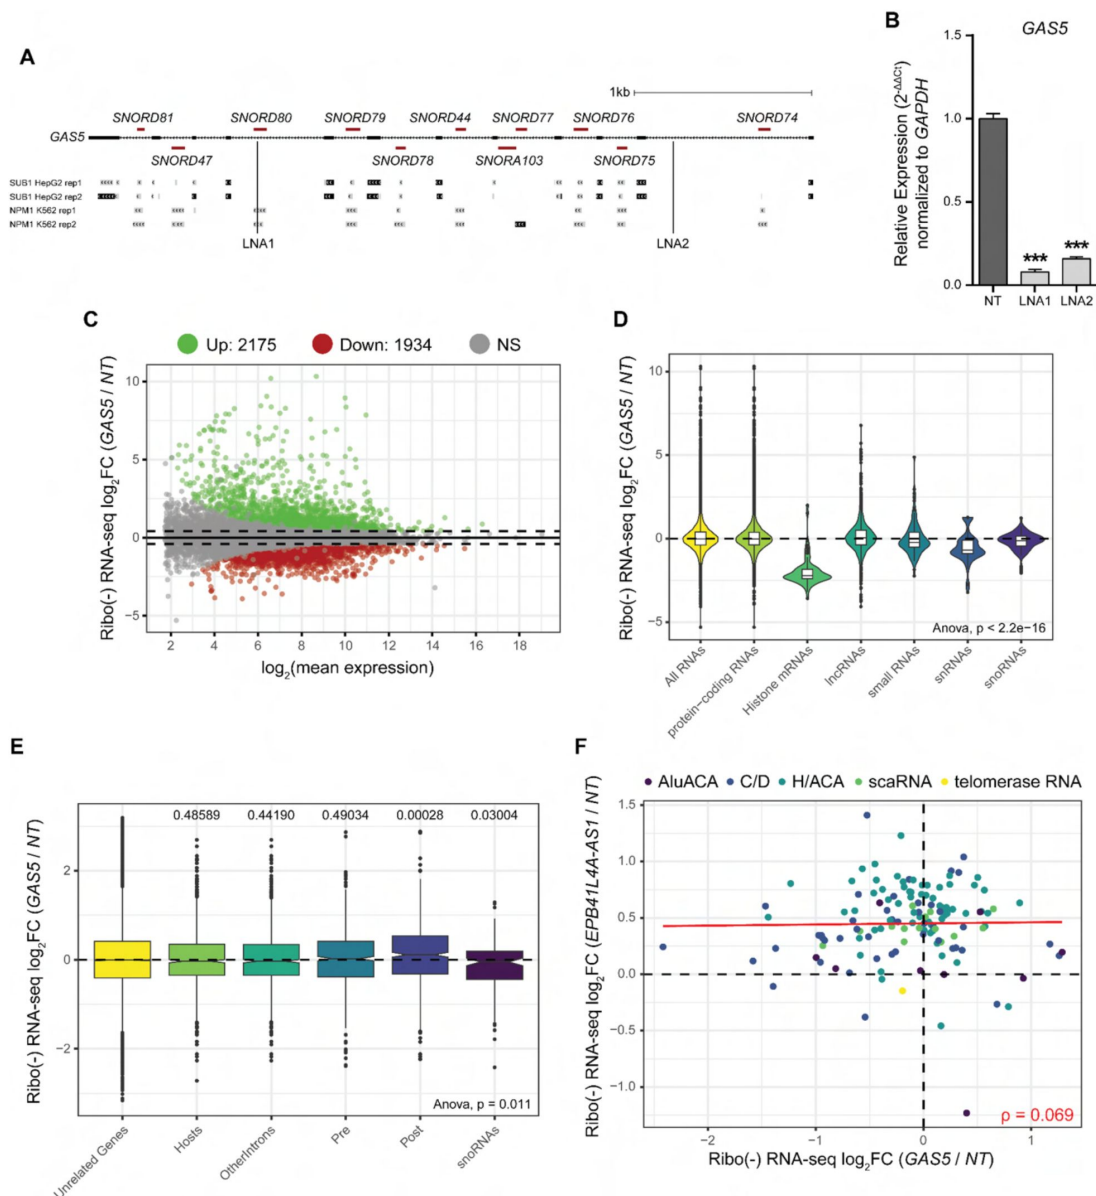 A
1kb
SNORD81
SNORD80
SNORD79
SNORD44
SNORD77
SNORD76
SNORD74
GAS5
SNORD47
SNORD78
SNORA103
SNORD75
SUB1 HepG2 rep1
SUB1 HepG2 rep2
NPM1 K562 rep1
NPM1 K562 rep2
LNA1
LNA2
B
GAS5
Relative Expression (2^-ΔΔCt)
normalized to GAPDH
1.5
1.0
0.5
0.0
***
***
NT
LNA1
LNA2
C
Up: 2175
Down: 1934
NS
Ribo(-) RNA-seq log₂FC (GAS5 / NT)
10
5
0
−5
2
4
6
8
10
12
14
16
18
log₂(mean expression)
D
Ribo(-) RNA-seq log₂FC (GAS5 / NT)
10
5
0
−5
Anova, p < 2.2e−16
All RNAs
protein−coding RNAs
Histone mRNAs
lncRNAs
small RNAs
snRNAs
snoRNAs
E
Ribo(-) RNA-seq log₂FC (GAS5 / NT)
2
0
−2
0.48589
0.44190
0.49034
0.00028
0.03004
Anova, p = 0.011
Unrelated Genes
Hosts
OtherIntrons
Pre
Post
snoRNAs
F
AluACA
C/D
H/ACA
scaRNA
telomerase RNA
Ribo(-) RNA-seq log₂FC (EPB41L4A-AS1 / NT)
1.5
1.0
0.5
0.0
−0.5
−1.0
ρ = 0.069
−2
−1
0
1
Ribo(-) RNA-seq log₂FC (GAS5 / NT)